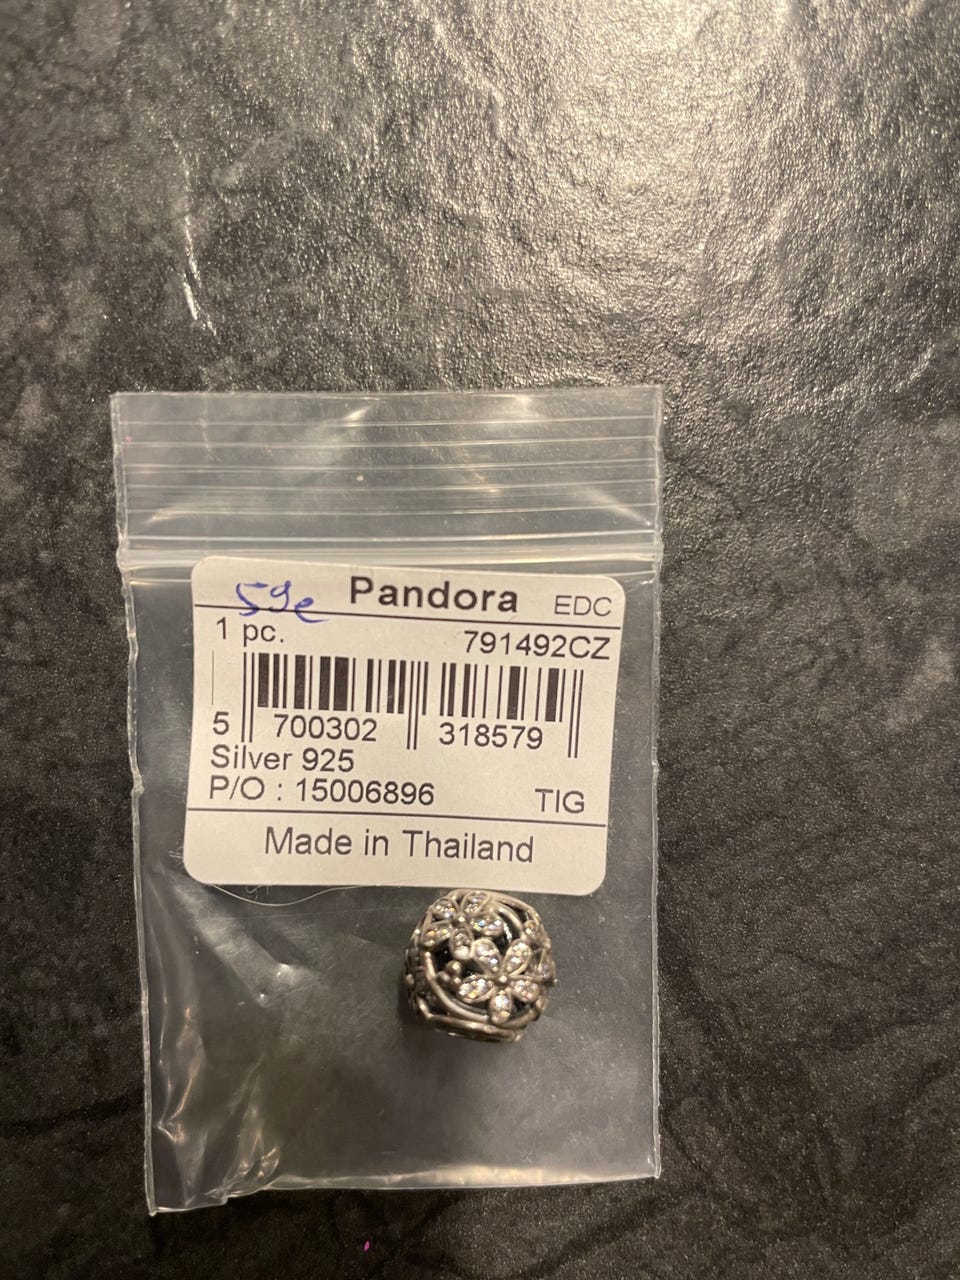 59e
Pandora EDC
1 pc. 791492CZ
5 700302 318579
Silver 925
P/O : 15006896 TIG
Made in Thailand